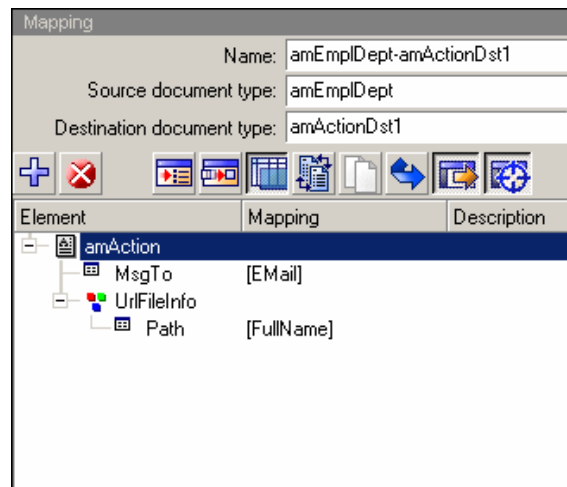 Mapping
Name: amEmplDept-amActionDst1
Source document type: amEmplDept
Destination document type: amActionDst1
Element Mapping Description
amAction
MsgTo [EMail]
UrlFileInfo
Path [FullName]